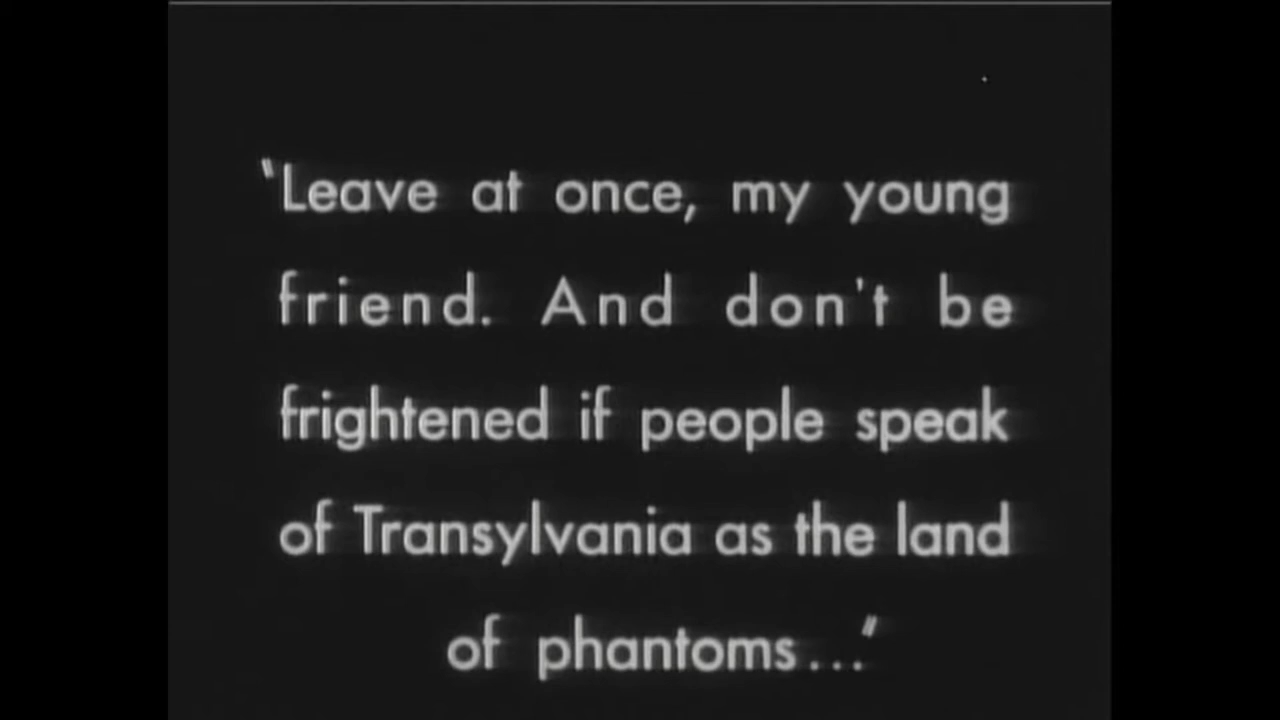 "Leave at once, my young
friend. And don't be
frightened if people speak
of Transylvania as the land
of phantoms..."